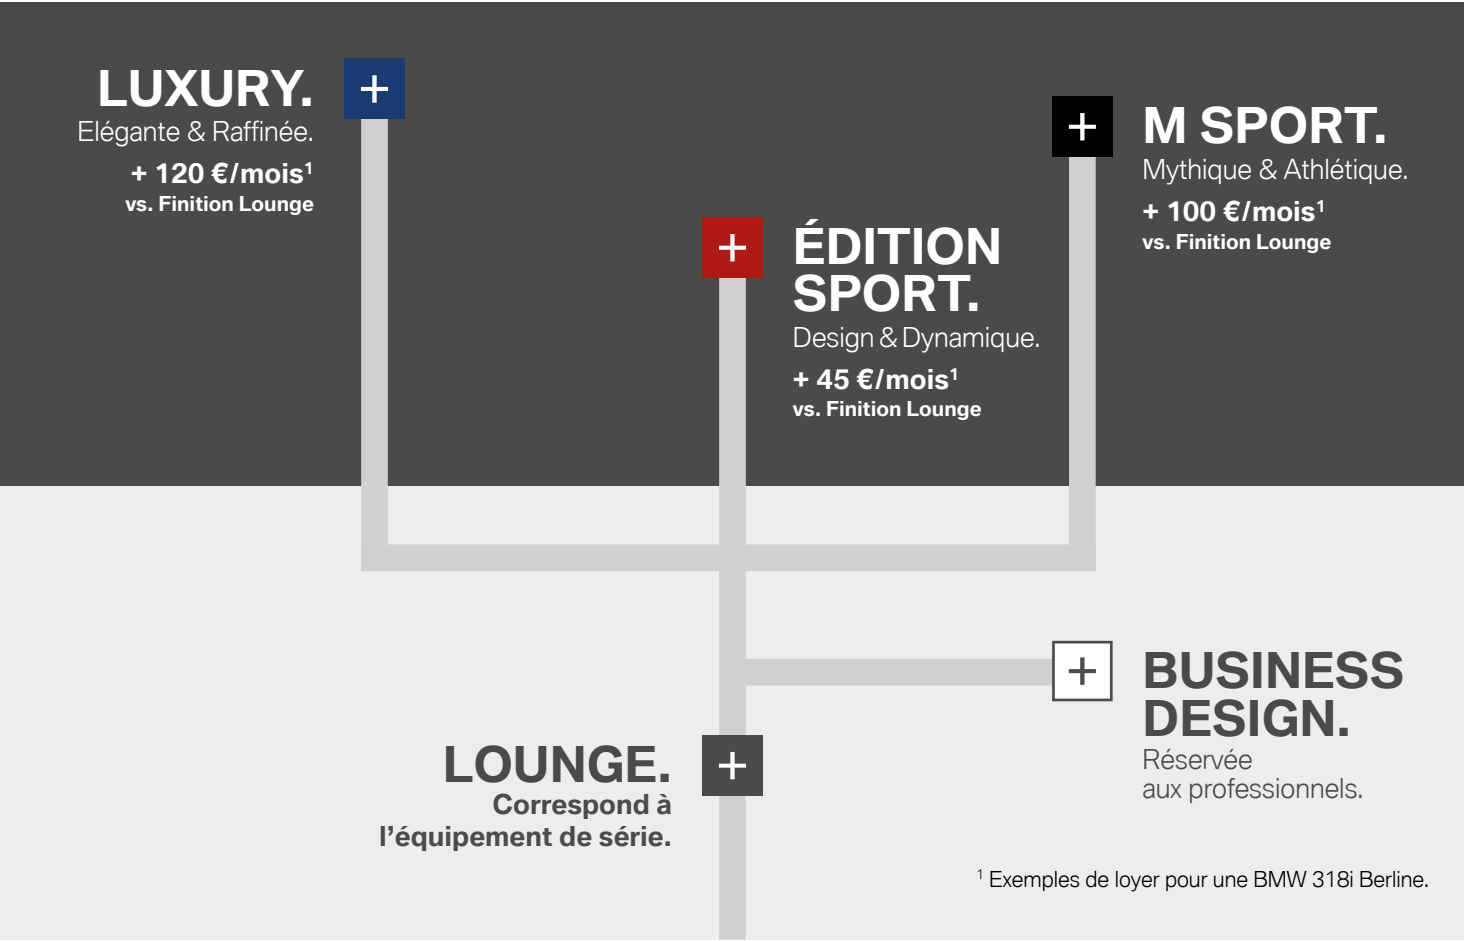 LUXURY.
Elégante & Raffinée.
+ 120 €/mois¹
vs. Finition Lounge
M SPORT.
Mythique & Athlétique.
+ 100 €/mois¹
vs. Finition Lounge
ÉDITION
SPORT.
Design & Dynamique.
+ 45 €/mois¹
vs. Finition Lounge
BUSINESS
DESIGN.
Réservée
aux professionnels.
LOUNGE.
Correspond à
l’équipement de série.
¹ Exemples de loyer pour une BMW 318i Berline.